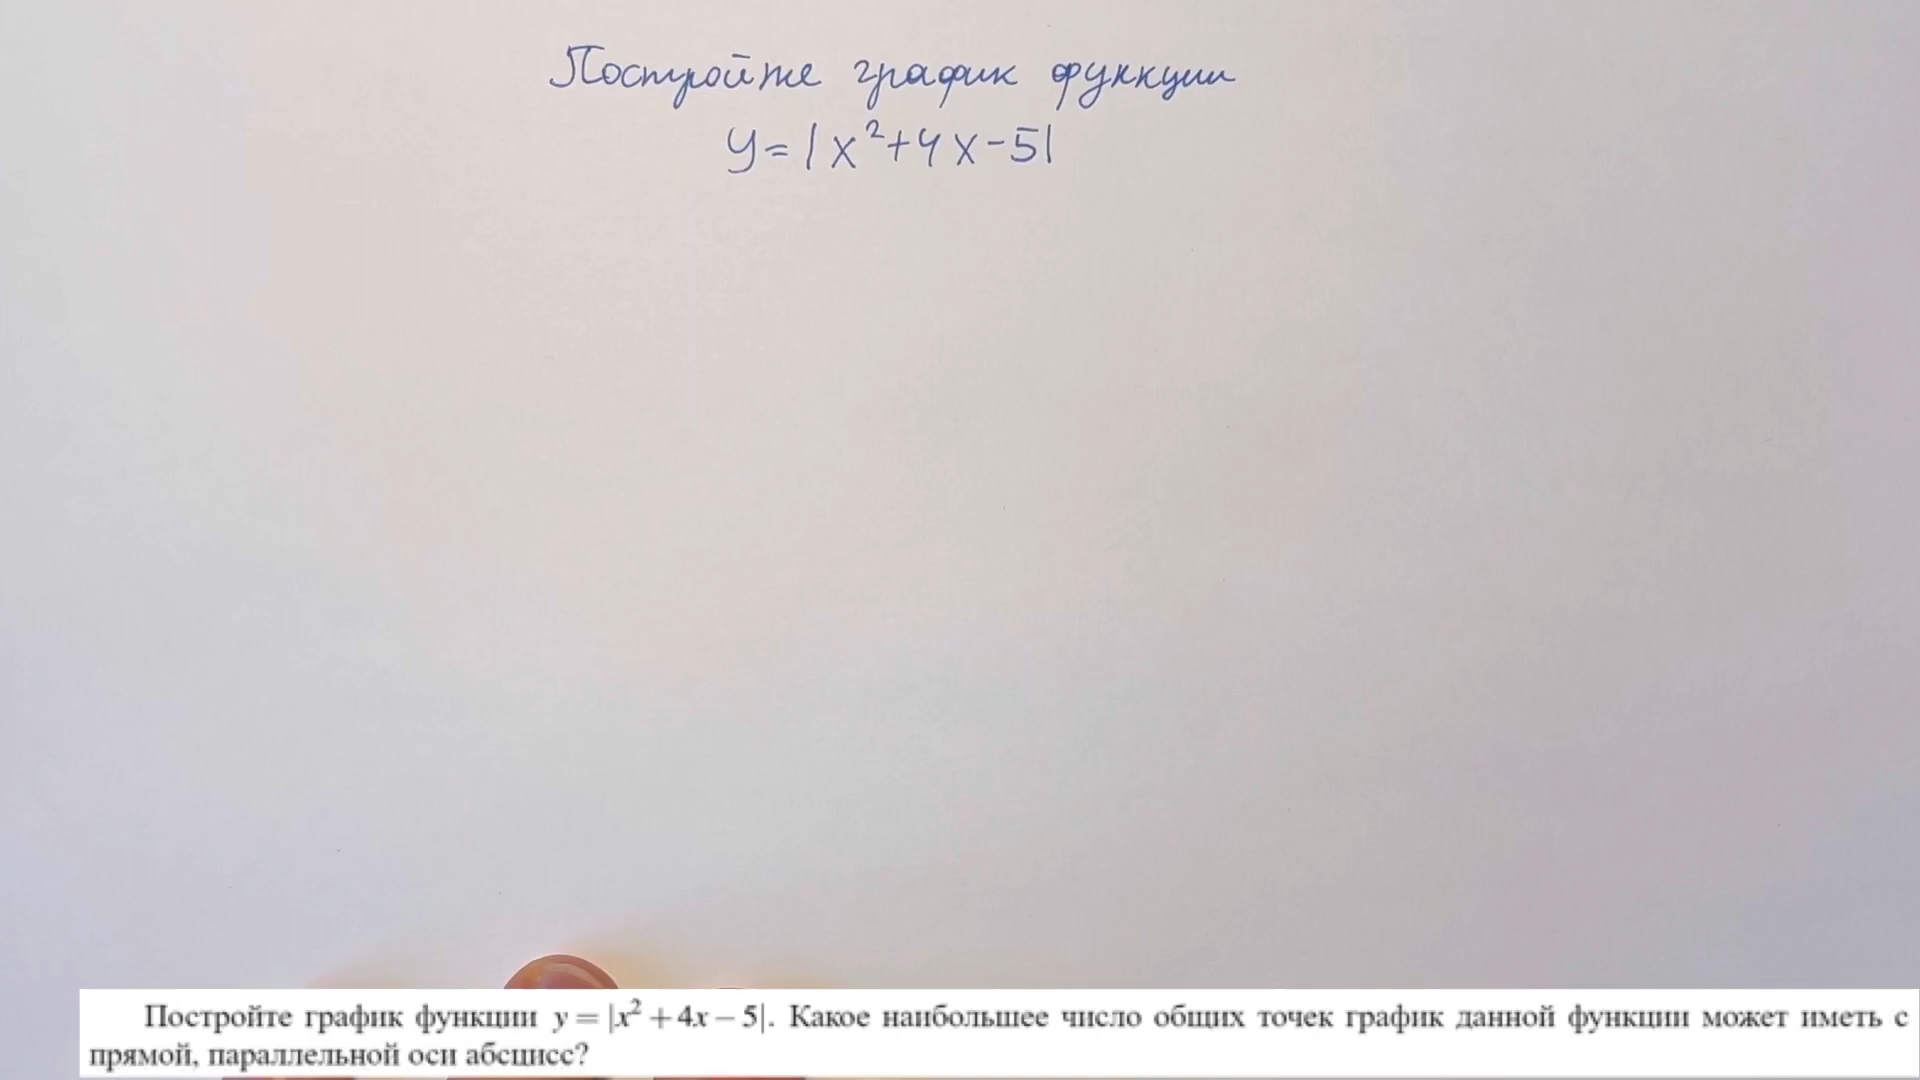 Постройте график функции
y=|x²+4x-5|
Постройте график функции y = |x² + 4x − 5|. Какое наибольшее число общих точек график данной функции может иметь с
прямой, параллельной оси абсцисс?